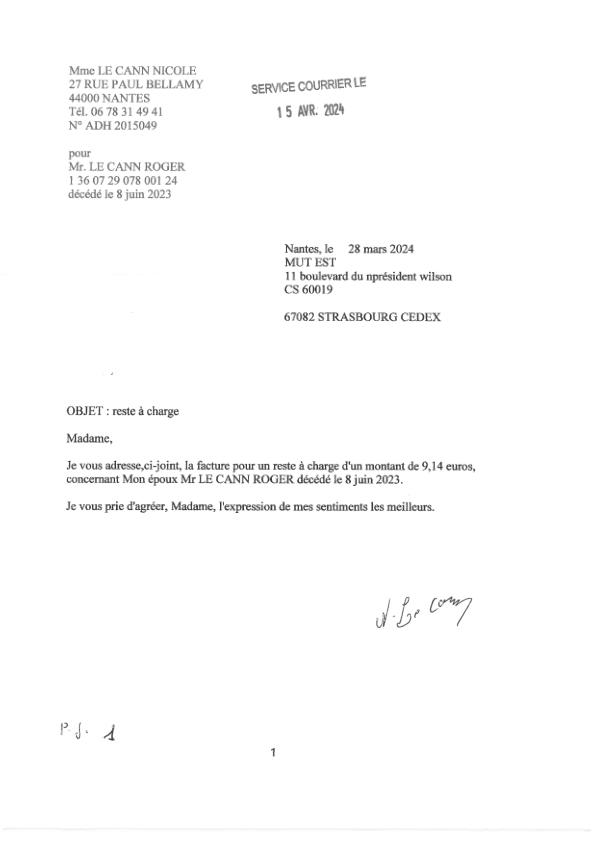 Mme LE CANN NICOLE
27 RUE PAUL BELLAMY
44000 NANTES
Tél. 06 78 31 49 41
N° ADH 2015049
SERVICE COURRIER LE
15 AVR. 2024
pour
Mr. LE CANN ROGER
1 36 07 29 078 001 24
décédé le 8 juin 2023
Nantes, le 28 mars 2024
MUT EST
11 boulevard du nprésident wilson
CS 60019
67082 STRASBOURG CEDEX
OBJET : reste à charge
Madame,
Je vous adresse,ci-joint, la facture pour un reste à charge d'un montant de 9,14 euros,
concernant Mon époux Mr LE CANN ROGER décédé le 8 juin 2023.
Je vous prie d'agréer, Madame, l'expression de mes sentiments les meilleurs.
N. Le Cann
P.J. 1
1